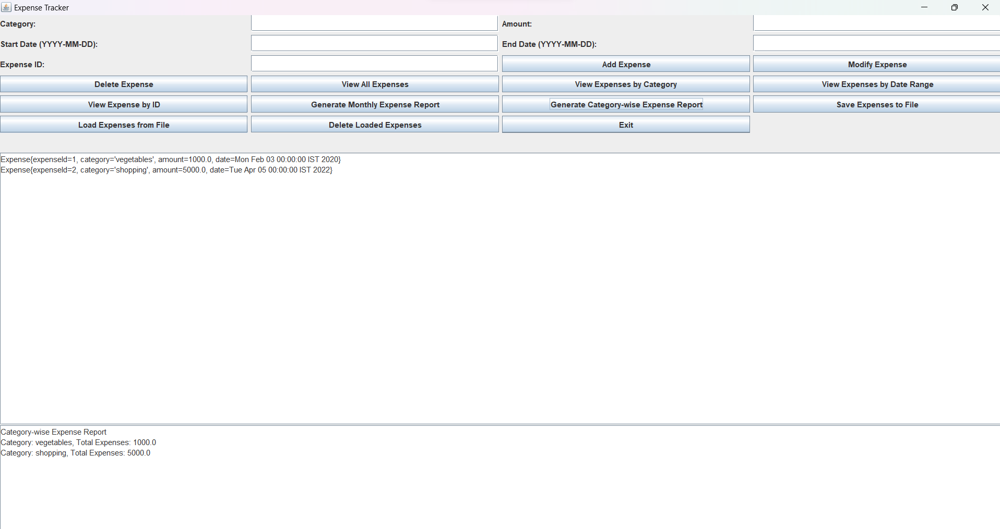 Expense Tracker
Category: Amount:
Start Date (YYYY-MM-DD): End Date (YYYY-MM-DD):
Expense ID: Add Expense Modify Expense
Delete Expense View All Expenses View Expenses by Category View Expenses by Date Range
View Expense by ID Generate Monthly Expense Report Generate Category-wise Expense Report Save Expenses to File
Load Expenses from File Delete Loaded Expenses Exit
Expense{expenseId=1, category='vegetables', amount=1000.0, date=Mon Feb 03 00:00:00 IST 2020}
Expense{expenseId=2, category='shopping', amount=5000.0, date=Tue Apr 05 00:00:00 IST 2022}
Category-wise Expense Report
Category: vegetables, Total Expenses: 1000.0
Category: shopping, Total Expenses: 5000.0